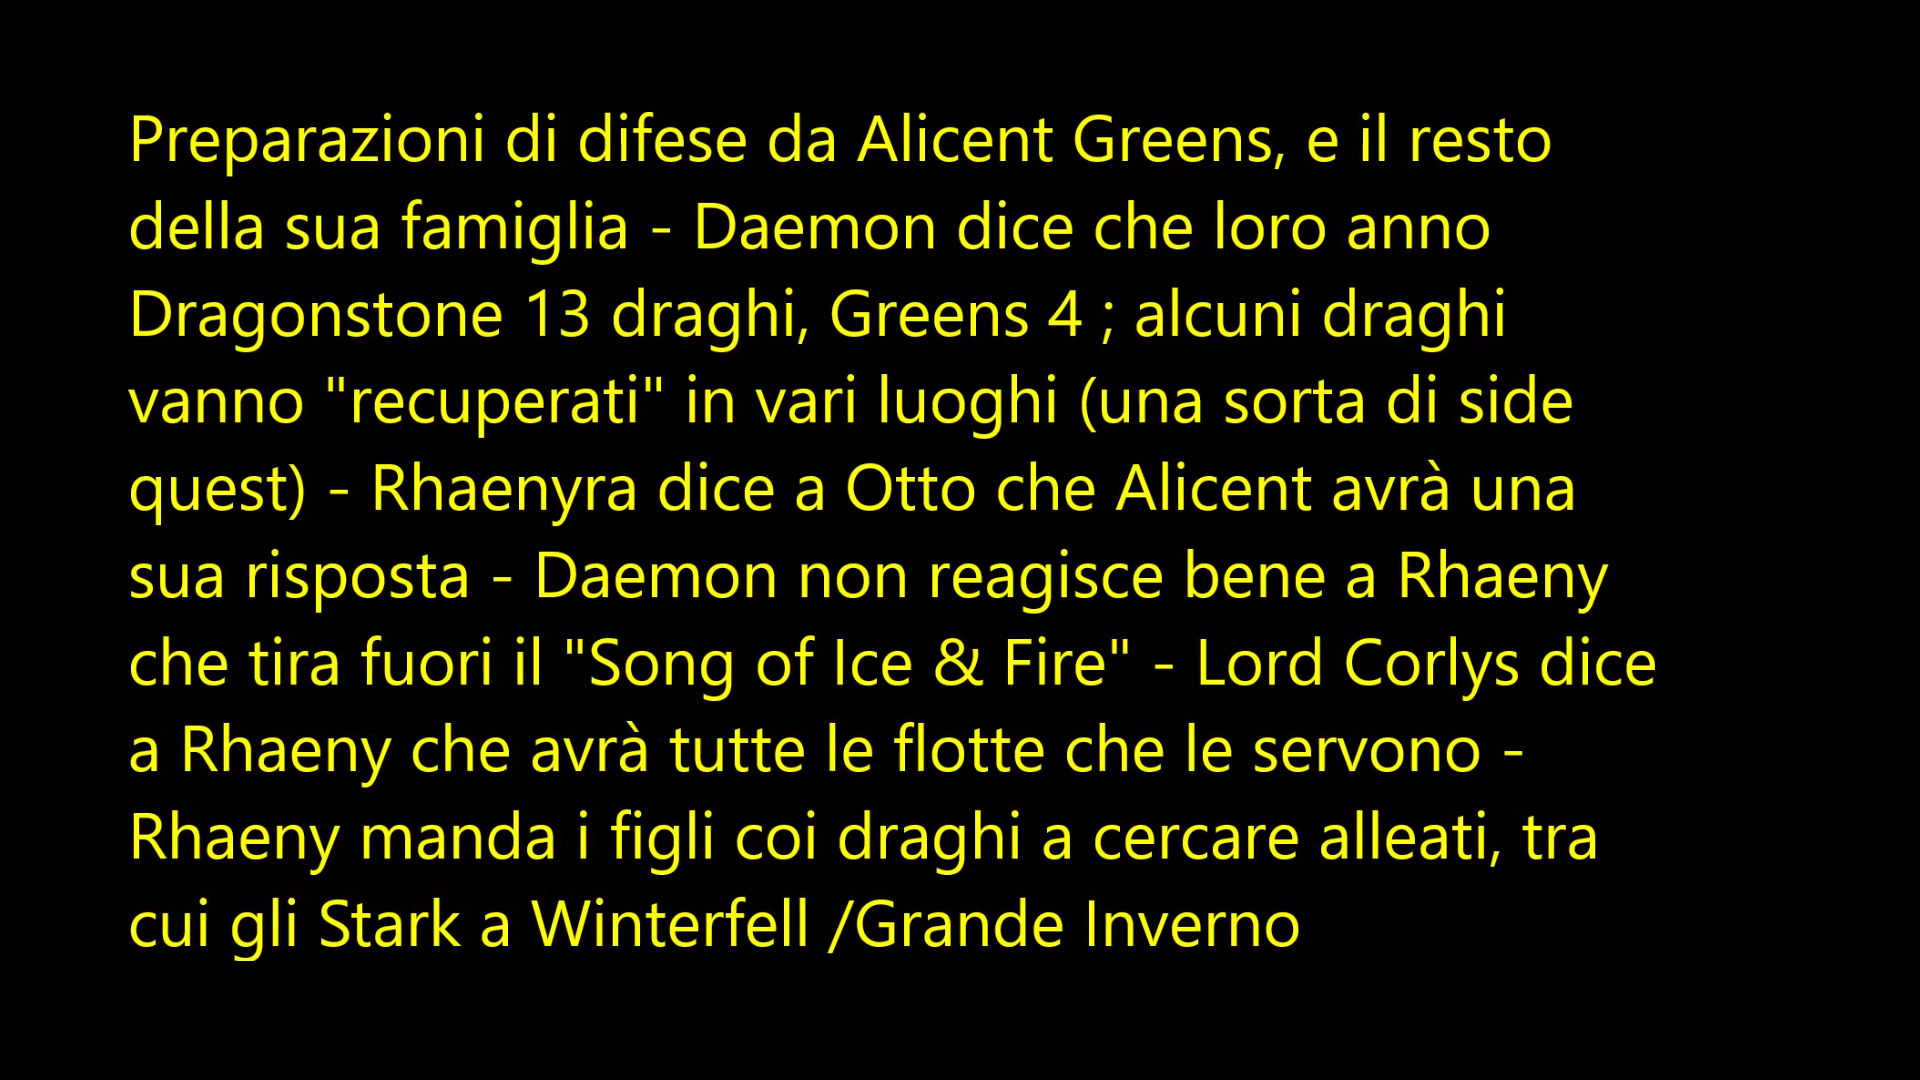 Preparazioni di difese da Alicent Greens, e il resto
della sua famiglia - Daemon dice che loro anno
Dragonstone 13 draghi, Greens 4 ; alcuni draghi
vanno "recuperati" in vari luoghi (una sorta di side
quest) - Rhaenyra dice a Otto che Alicent avrà una
sua risposta - Daemon non reagisce bene a Rhaeny
che tira fuori il "Song of Ice & Fire" - Lord Corlys dice
a Rhaeny che avrà tutte le flotte che le servono -
Rhaeny manda i figli coi draghi a cercare alleati, tra
cui gli Stark a Winterfell /Grande Inverno